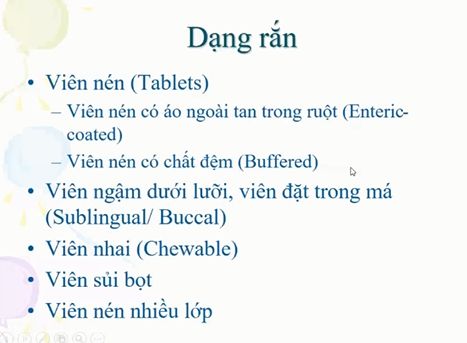 Dạng rắn
• Viên nén (Tablets)
– Viên nén có áo ngoài tan trong ruột (Enteric-
coated)
– Viên nén có chất đệm (Buffered)
• Viên ngậm dưới lưỡi, viên đặt trong má
(Sublingual/ Buccal)
• Viên nhai (Chewable)
• Viên sủi bọt
• Viên nén nhiều lớp